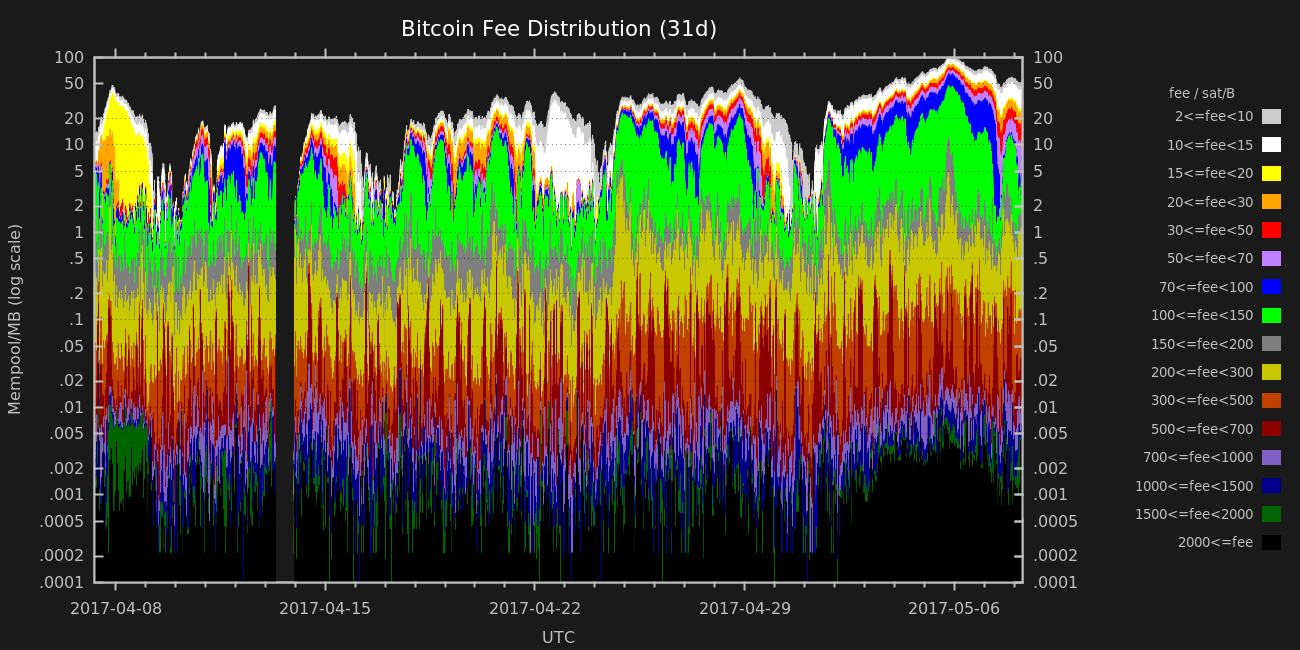 Bitcoin Fee Distribution (31d)
100
50
20
10
5
2
1
.5
.2
.1
.05
.02
.01
.005
.002
.001
.0005
.0002
.0001
Mempool/MB (log scale)
100
50
20
10
5
2
1
.5
.2
.1
.05
.02
.01
.005
.002
.001
.0005
.0002
.0001
2017-04-08
2017-04-15
2017-04-22
2017-04-29
2017-05-06
UTC
fee / sat/B
2<=fee<10
10<=fee<15
15<=fee<20
20<=fee<30
30<=fee<50
50<=fee<70
70<=fee<100
100<=fee<150
150<=fee<200
200<=fee<300
300<=fee<500
500<=fee<700
700<=fee<1000
1000<=fee<1500
1500<=fee<2000
2000<=fee